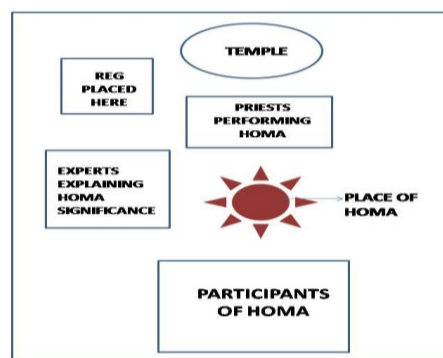 TEMPLE
REG
PLACED
HERE
PRIESTS
PERFORMING
HOMA
EXPERTS
EXPLAINING
HOMA
SIGNIFICANCE
PLACE OF
HOMA
PARTICIPANTS
OF HOMA